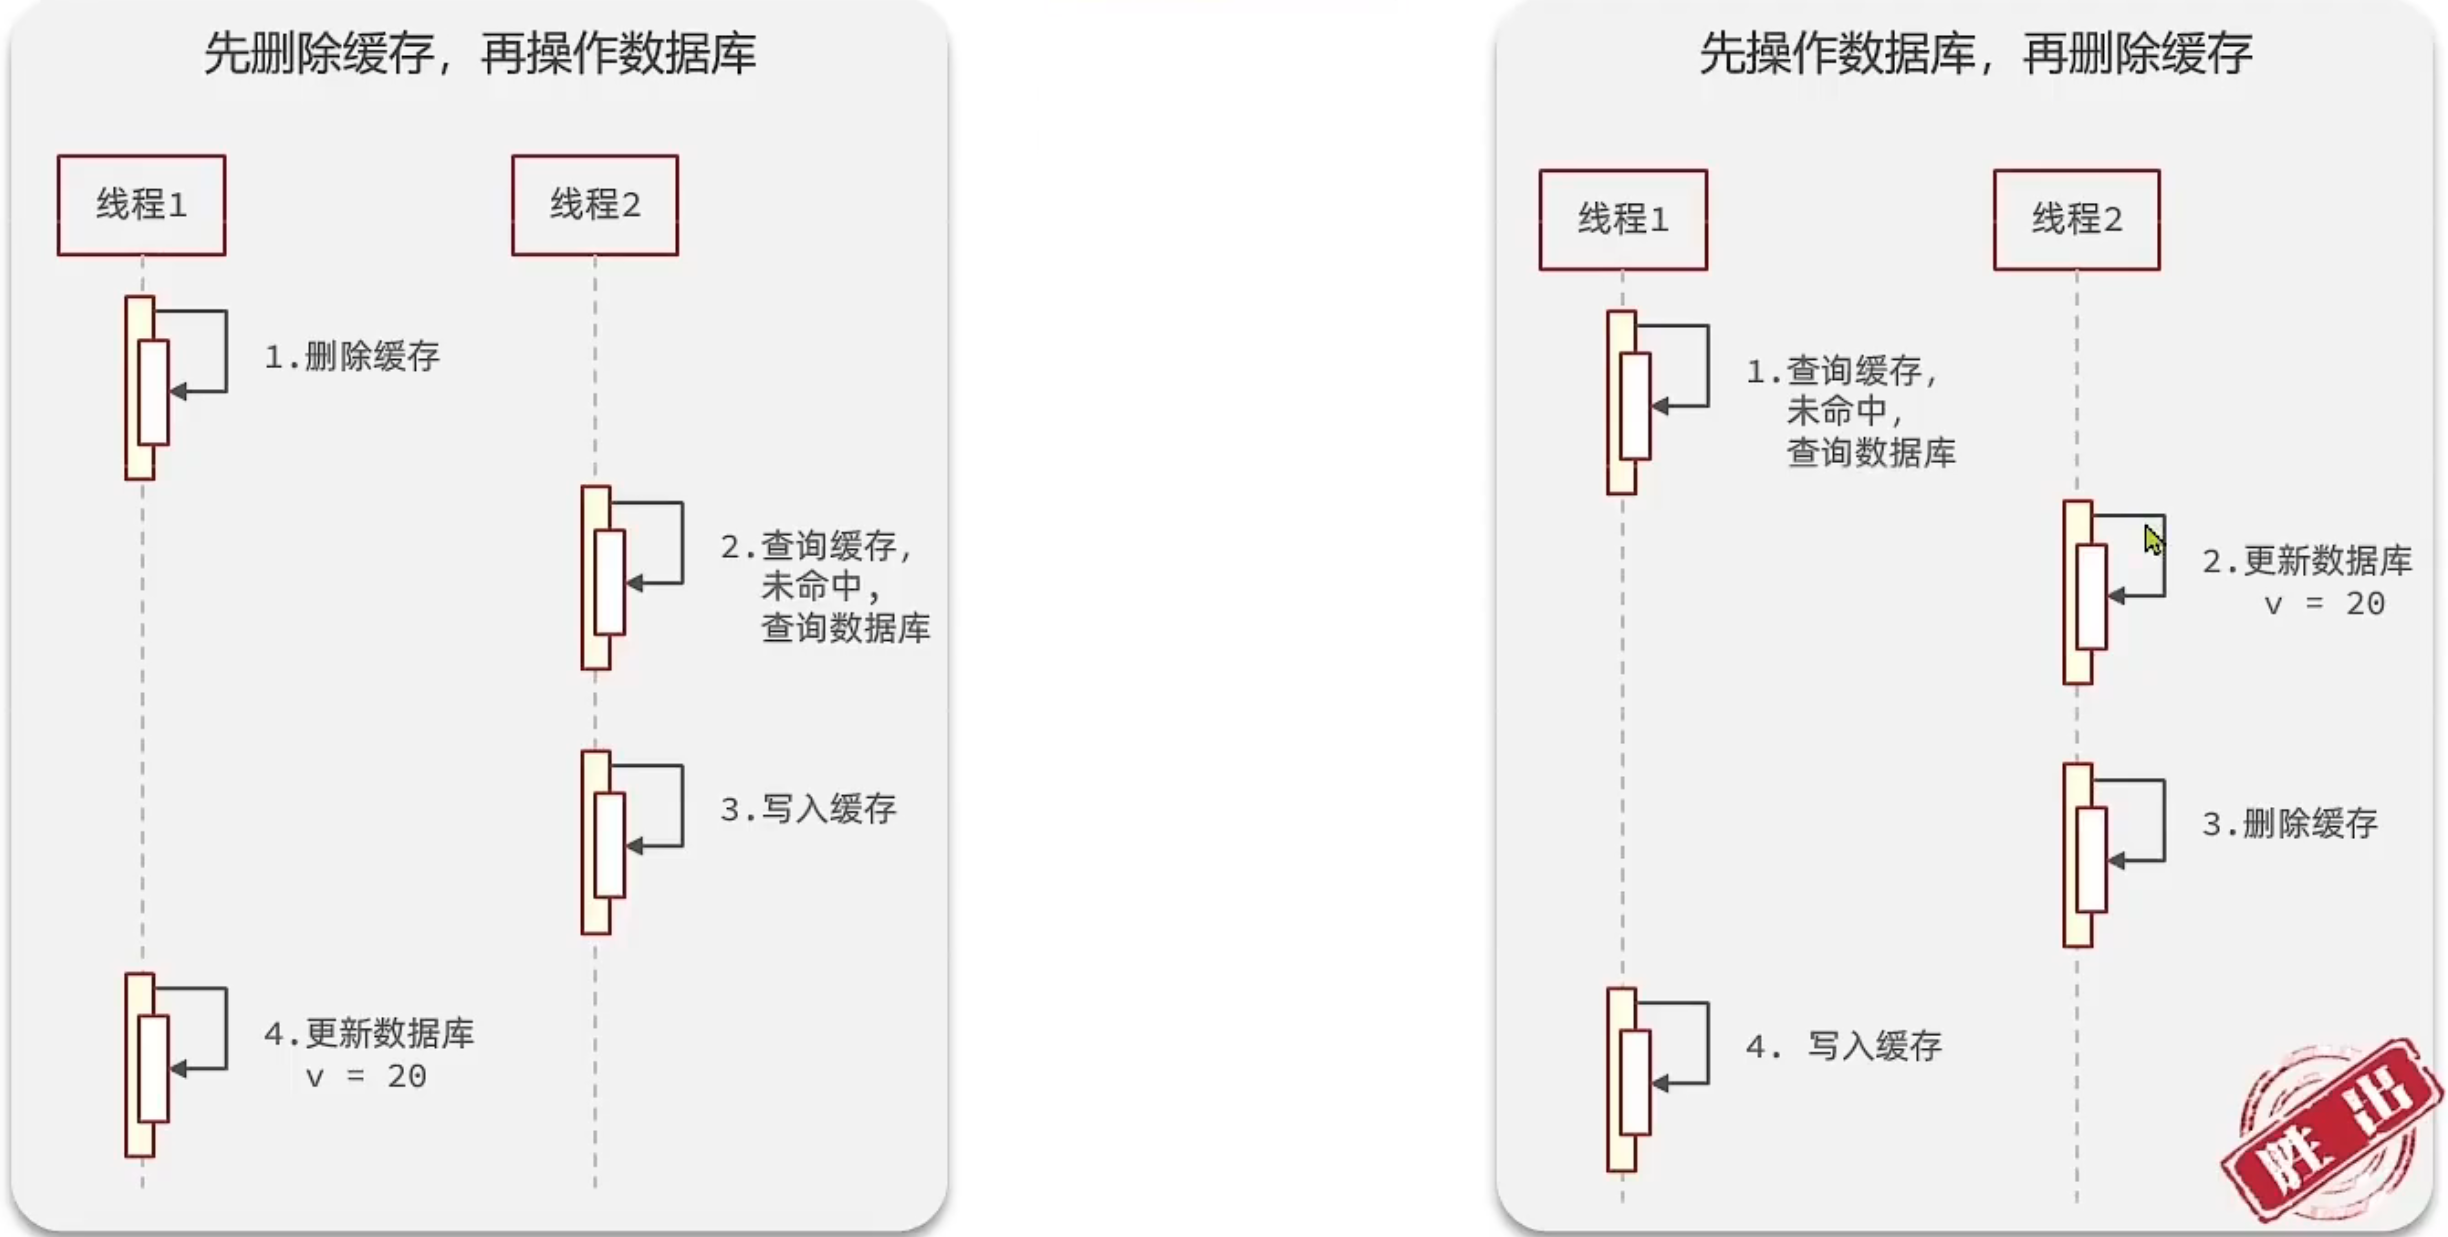 先删除缓存，再操作数据库
线程1
线程2
1.删除缓存
2.查询缓存，
未命中，
查询数据库
3.写入缓存
4.更新数据库
v = 20
先操作数据库，再删除缓存
线程1
线程2
1.查询缓存，
未命中，
查询数据库
2.更新数据库
v = 20
3.删除缓存
4. 写入缓存
胜出